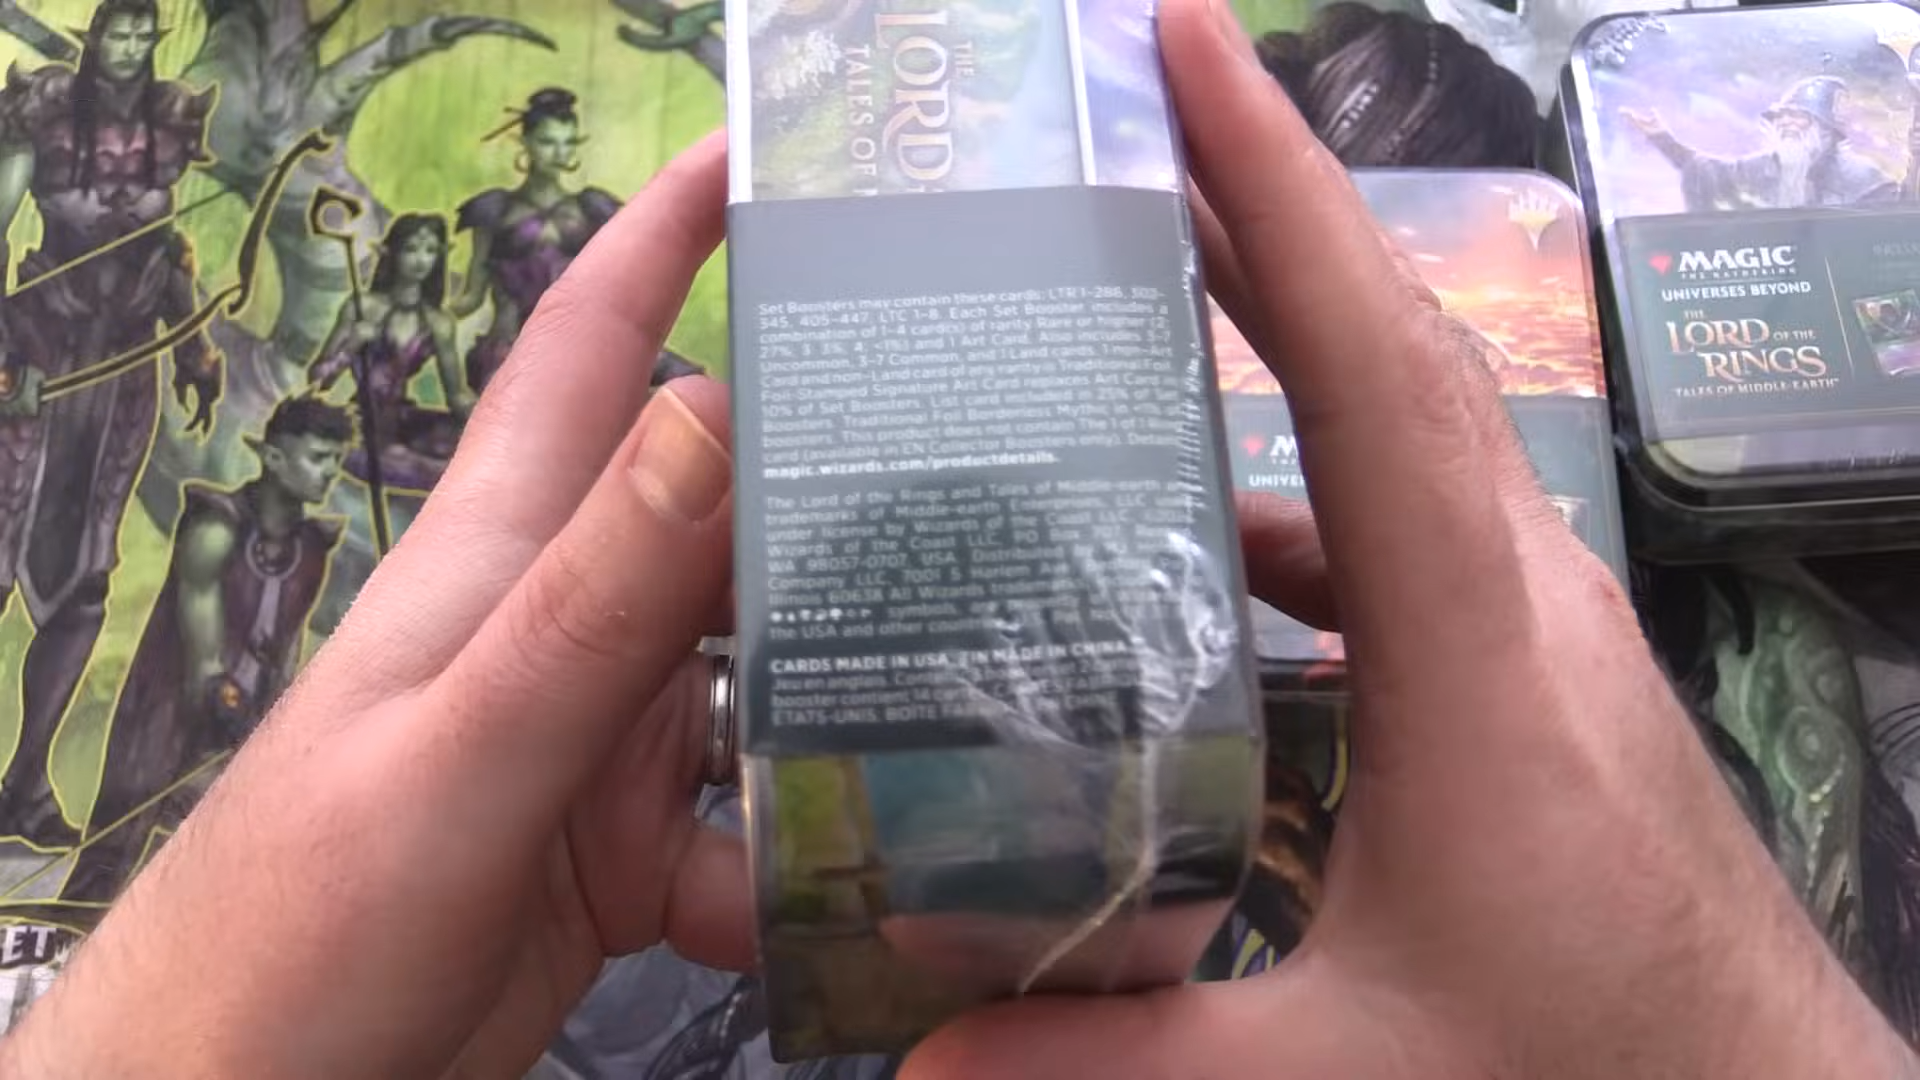 THE
LORD
TALES OF
Set Boosters may contain these cards: LTR 1-286, 302-
345, 405-447, LTC 1-8. Each Set Booster includes a
combination of 1-4 card(s) of rarity Rare or higher (2:
27%, 3: 3%, 4: <1%) and 1 Art Card. Also includes 3-7
Uncommon, 3-7 Common, and 1 Land cards. 1 non-Art
Card and non-Land card of any rarity is Traditional Foil.
Foil-Stamped Signature Art Card replaces Art Card in
10% of Set Boosters. List card included in 25% of Set
Boosters. Traditional Foil Borderless Mythic in <1% of
boosters. This product does not contain The 1 of 1 Ring
card (available in EN Collector Boosters only). Details:
magic.wizards.com/productdetails.
The Lord of the Rings and Tales of Middle-earth
trademarks of Middle-earth Enterprises, LLC
under license by Wizards of the Coast LLC.
Wizards of the Coast LLC, PO Box 707,
WA 98057-0707, USA. Distributed
Company LLC, 7001 S Harlem
Illinois 60638 All Wizards
symbols, are
the USA and other
CARDS MADE IN USA. TIN MADE IN CHINA.
Jeu en anglais.
booster contient 14
ÉTATS-UNIS. BOÎTE
MAGIC
THE GATHERING
UNIVERSES BEYOND
THE
LORD OF THE
RINGS
TALES OF MIDDLE-EARTH
M
UNIVE
ET